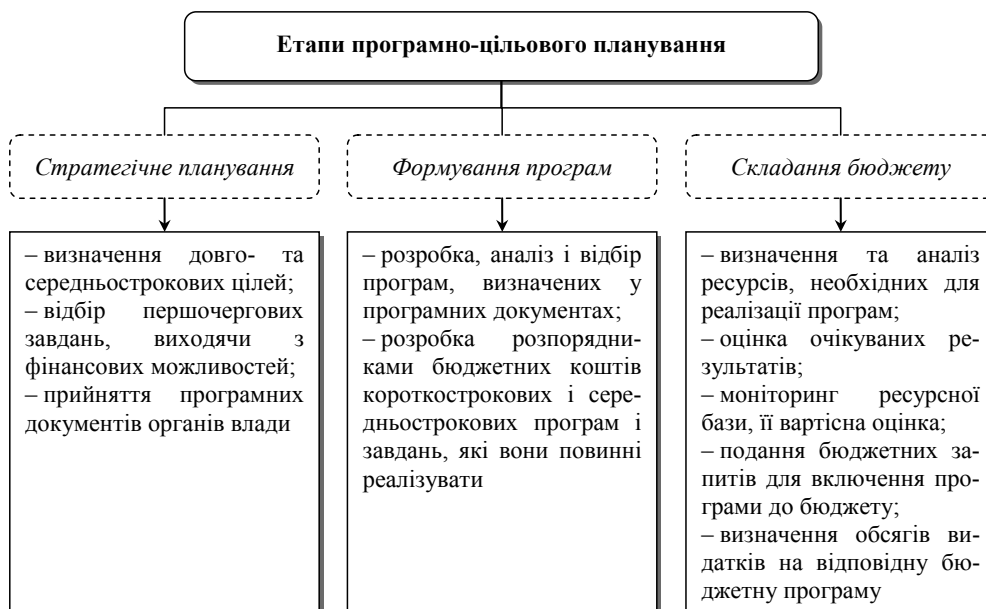 Етапи програмно-цільового планування
Стратегічне планування
Формування програм
Складання бюджету
– визначення довго- та
середньострокових цілей;
– відбір першочергових
завдань, виходячи з
фінансових можливостей;
– прийняття програмних
документів органів влади
– розробка, аналіз і відбір
програм, визначених у
програмних документах;
– розробка розпорядни-
ками бюджетних коштів
короткострокових і сере-
дньострокових програм і
завдань, які вони повинні
реалізувати
– визначення та аналіз
ресурсів, необхідних для
реалізації програм;
– оцінка очікуваних ре-
зультатів;
– моніторинг ресурсної
бази, її вартісна оцінка;
– подання бюджетних за-
питів для включення про-
грами до бюджету;
– визначення обсягів ви-
датків на відповідну бю-
джетну програму